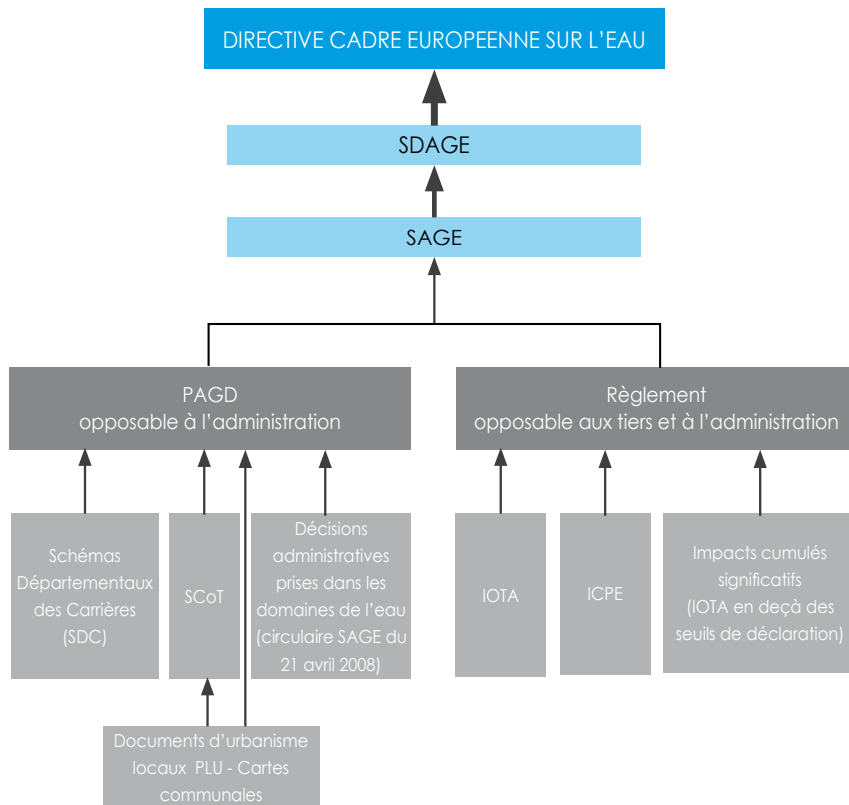 DIRECTIVE CADRE EUROPEENNE SUR L'EAU
SDAGE
SAGE
PAGD
opposable à l'administration
Règlement
opposable aux tiers et à l'administration
Schémas
Départementaux
des Carrières
(SDC)
SCoT
Décisions
administratives
prises dans les
domaines de l'eau
(circulaire SAGE du
21 avril 2008)
IOTA
ICPE
Impacts cumulés
significatifs
(IOTA en deçà des
seuils de déclaration)
Documents d'urbanisme
locaux PLU - Cartes
communales